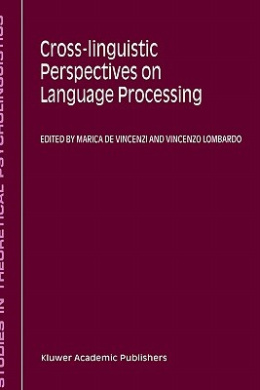 Cross-linguistic
Perspectives on
Language Processing
EDITED BY MARICA DE VINCENZI AND VINCENZO LOMBARDO
Kluwer Academic Publishers
STUDIES IN THEORETICAL PSYCHOLINGUISTICS